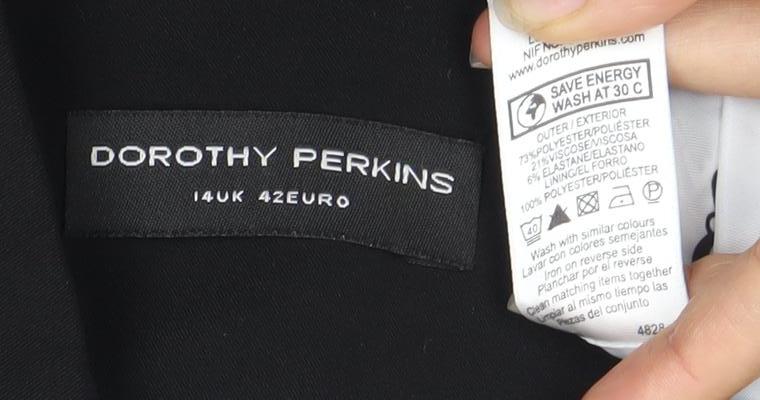 DOROTHY PERKINS
14UK 42EURO
NIF
www.dorothyperkins.com
SAVE ENERGY
WASH AT 30 C
OUTER / EXTERIOR
73%POLYESTER/POLIÉSTER
21%VISCOSE/VISCOSA
6% ELASTANE/ELASTANO
LINING/EL FORRO
100% POLYESTER/POLIÉSTER
40 P
Wash with similar colours
Lavar con colores semejantes
Iron on reverse side
Planchar por el reverse
Clean matching items together
Limpiar al mismo tiempo las
Piezas del conjunto
4828